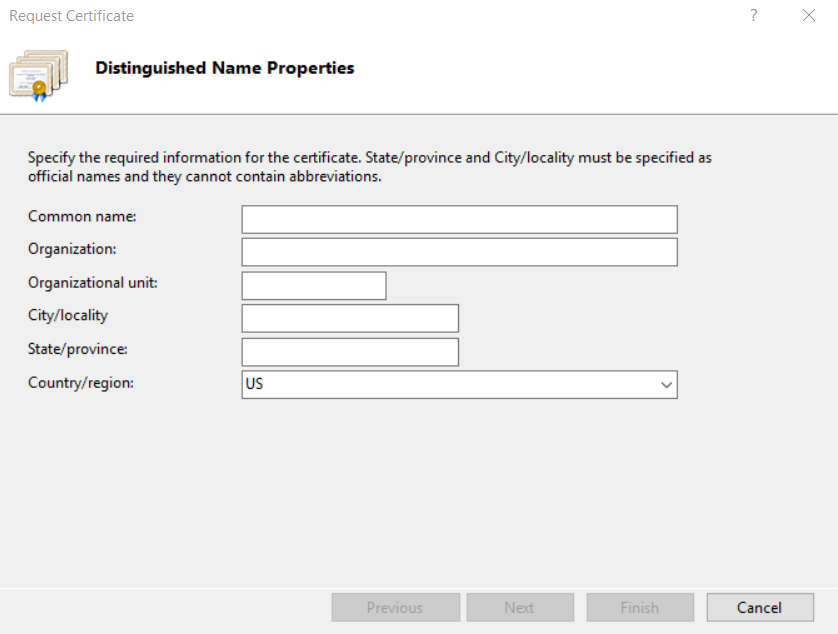 Request Certificate
?
Distinguished Name Properties
Specify the required information for the certificate. State/province and City/locality must be specified as
official names and they cannot contain abbreviations.
Common name:
Organization:
Organizational unit:
City/locality
State/province:
Country/region:
US
Previous
Next
Finish
Cancel